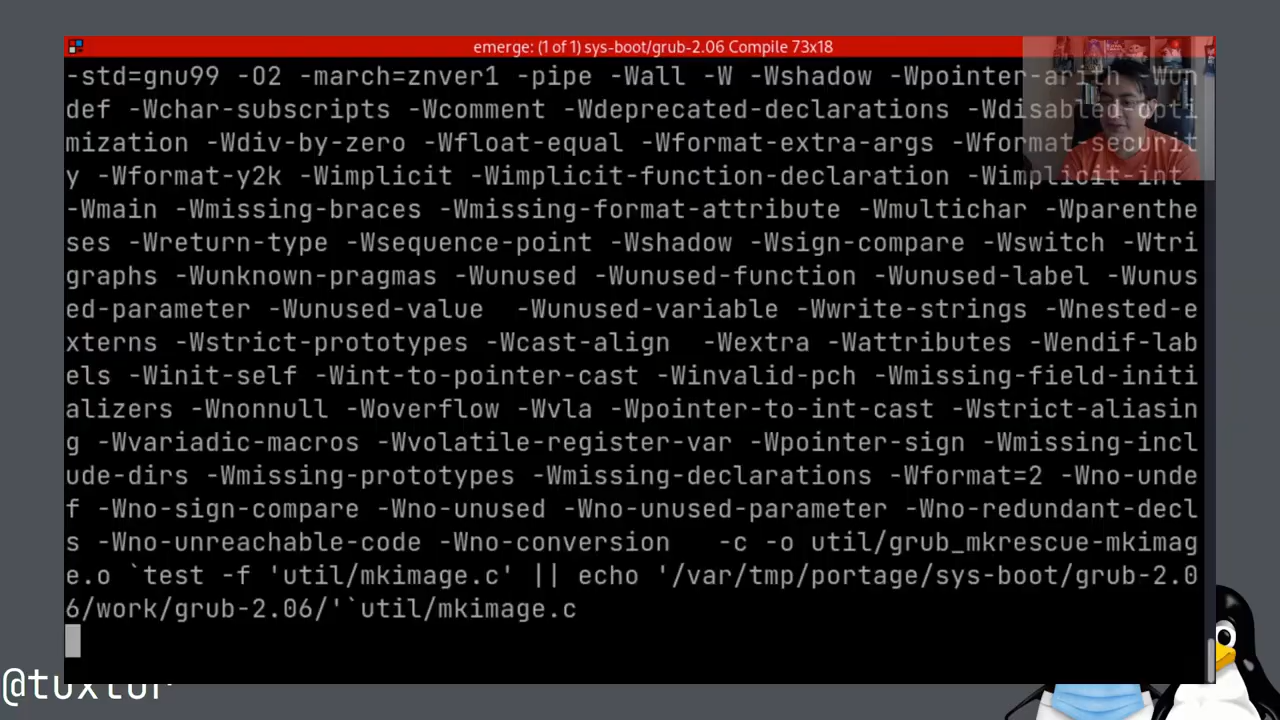 emerge: (1 of 1) sys-boot/grub-2.06 Compile 73x18
-std=gnu99 -O2 -march=znver1 -pipe -Wall -W -Wshadow -Wpointer-arith -Wun
def -Wchar-subscripts -Wcomment -Wdeprecated-declarations -Wdisabled-opti
mization -Wdiv-by-zero -Wfloat-equal -Wformat-extra-args -Wformat-securit
y -Wformat-y2k -Wimplicit -Wimplicit-function-declaration -Wimplicit-int
-Wmain -Wmissing-braces -Wmissing-format-attribute -Wmultichar -Wparenthe
ses -Wreturn-type -Wsequence-point -Wshadow -Wsign-compare -Wswitch -Wtri
graphs -Wunknown-pragmas -Wunused -Wunused-function -Wunused-label -Wunus
ed-parameter -Wunused-value  -Wunused-variable -Wwrite-strings -Wnested-e
xterns -Wstrict-prototypes -Wcast-align  -Wextra -Wattributes -Wendif-lab
els -Winit-self -Wint-to-pointer-cast -Winvalid-pch -Wmissing-field-initi
alizers -Wnonnull -Woverflow -Wvla -Wpointer-to-int-cast -Wstrict-aliasin
g -Wvariadic-macros -Wvolatile-register-var -Wpointer-sign -Wmissing-incl
ude-dirs -Wmissing-prototypes -Wmissing-declarations -Wformat=2 -Wno-unde
f -Wno-sign-compare -Wno-unused -Wno-unused-parameter -Wno-redundant-decl
s -Wno-unreachable-code -Wno-conversion   -c -o util/grub_mkrescue-mkimag
e.o `test -f 'util/mkimage.c' || echo '/var/tmp/portage/sys-boot/grub-2.0
6/work/grub-2.06/'`util/mkimage.c